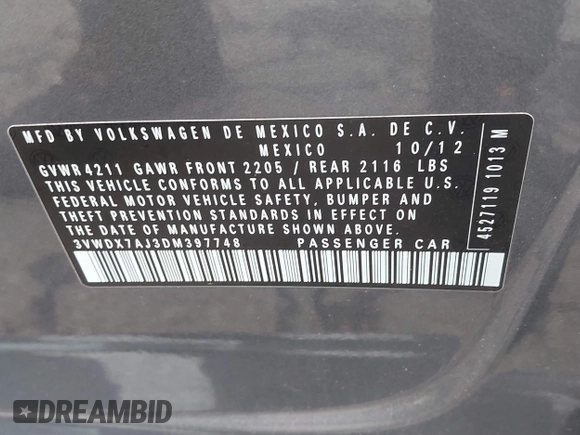 MFD BY VOLKSWAGEN DE MEXICO S.A. DE C.V.
MEXICO 10/12
GVWR 4211 GAWR FRONT 2205 / REAR 2116 LBS
THIS VEHICLE CONFORMS TO ALL APPLICABLE U.S.
FEDERAL MOTOR VEHICLE SAFETY, BUMPER AND
THEFT PREVENTION STANDARDS IN EFFECT ON
THE DATE OF MANUFACTURE SHOWN ABOVE.
3VWDX7AJ3DM397748 PASSENGER CAR
4527119 1013 M
DREAMBID